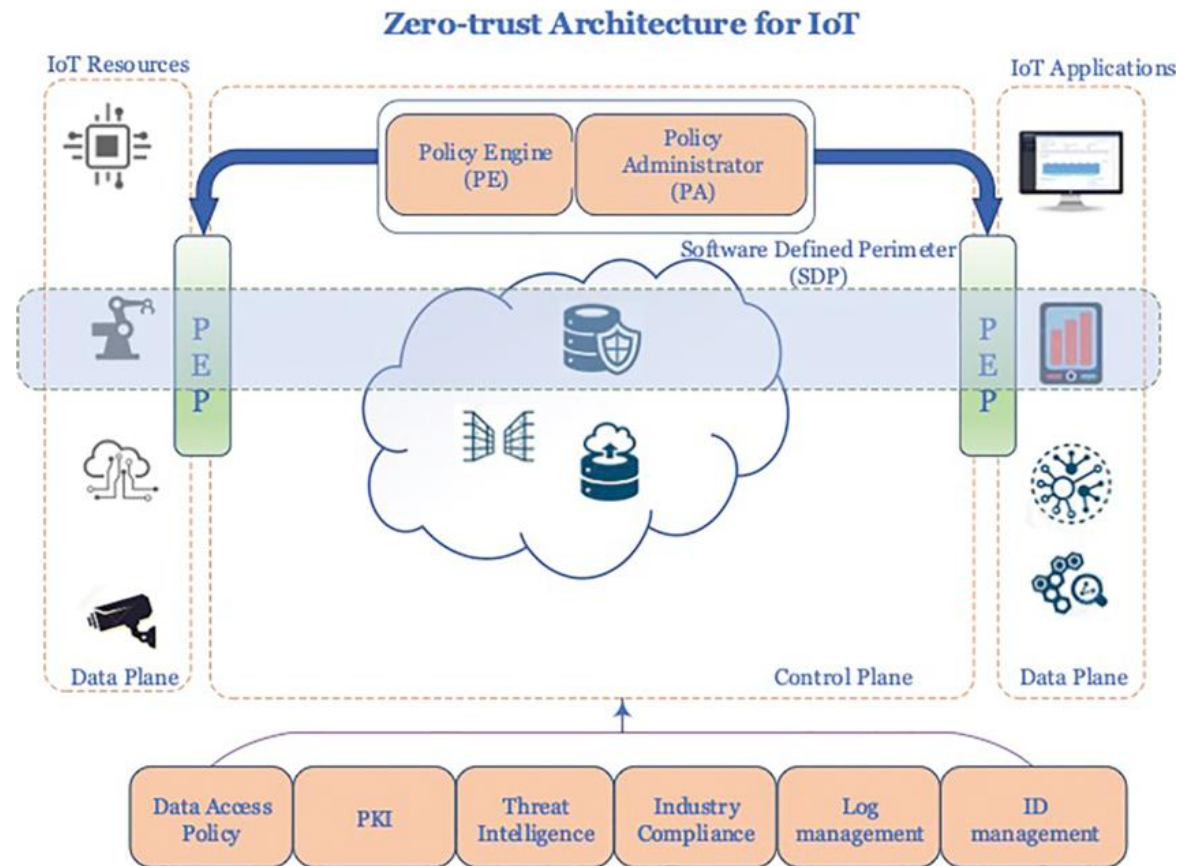 Zero-trust Architecture for IoT
IoT Resources
IoT Applications
Policy Engine
(PE)
Policy
Administrator
(PA)
Software Defined Perimeter
(SDP)
P
E
P
P
E
P
Data Plane
Control Plane
Data Plane
Data Access
Policy
PKI
Threat
Intelligence
Industry
Compliance
Log
management
ID
management